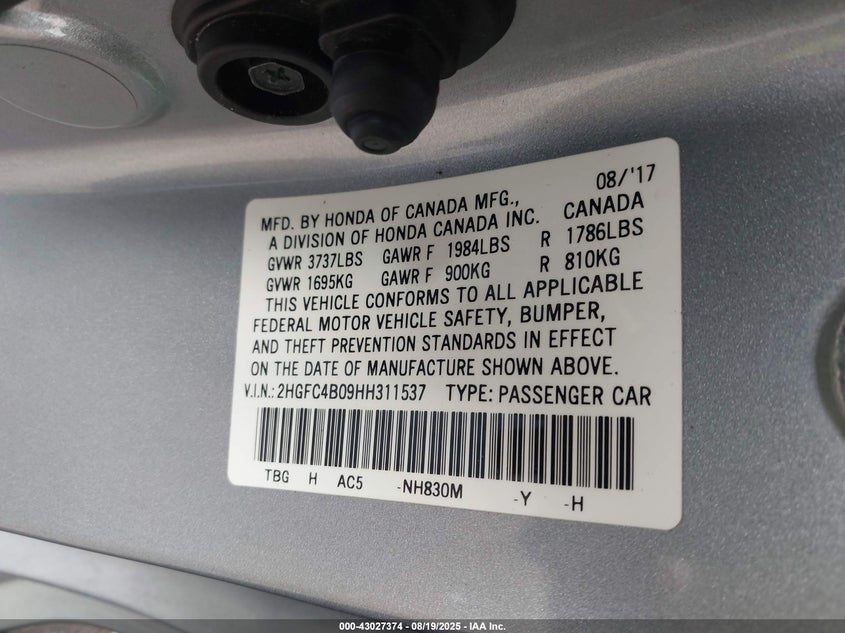 08/'17
MFD. BY HONDA OF CANADA MFG.,
A DIVISION OF HONDA CANADA INC. CANADA
GVWR 3737LBS GAWR F 1984LBS R 1786LBS
GVWR 1695KG GAWR F 900KG R 810KG
THIS VEHICLE CONFORMS TO ALL APPLICABLE
FEDERAL MOTOR VEHICLE SAFETY, BUMPER,
AND THEFT PREVENTION STANDARDS IN EFFECT
ON THE DATE OF MANUFACTURE SHOWN ABOVE.
V.I.N.: 2HGFC4B09HH311537 TYPE: PASSENGER CAR
TBG H AC5 -NH830M -Y -H
000-43027374 - 08/19/2025 - IAA Inc.